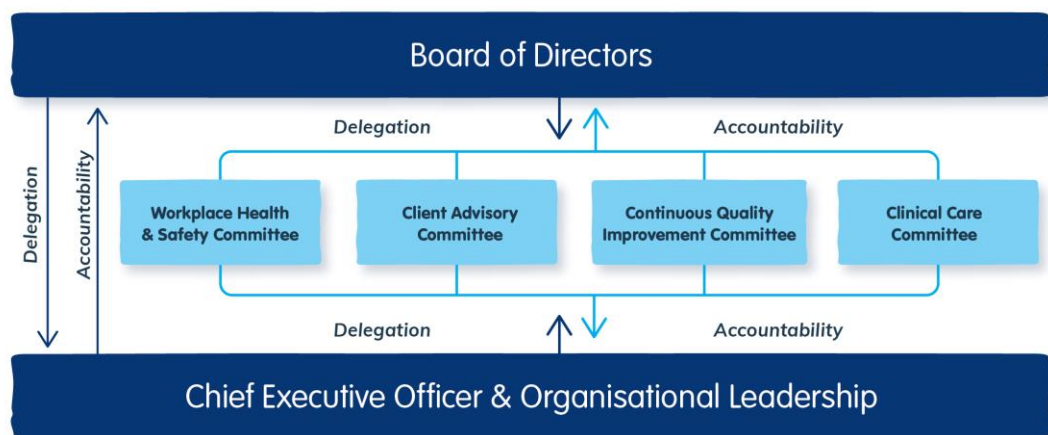 Board of Directors
Delegation
Accountability
Delegation
Accountability
Workplace Health
& Safety Committee
Client Advisory
Committee
Continuous Quality
Improvement Committee
Clinical Care
Committee
Delegation
Accountability
Chief Executive Officer & Organisational Leadership